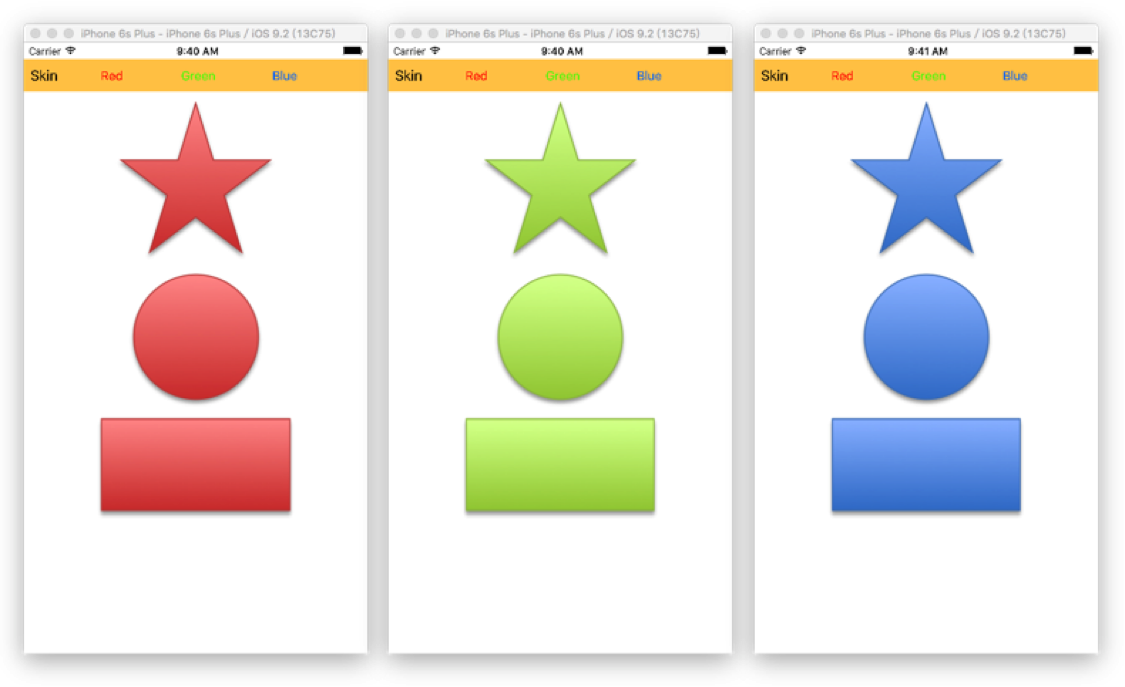 iPhone 6s Plus - iPhone 6s Plus / iOS 9.2 (13C75)
Carrier 9:40 AM
Skin Red Green Blue
iPhone 6s Plus - iPhone 6s Plus / iOS 9.2 (13C75)
Carrier 9:40 AM
Skin Red Green Blue
iPhone 6s Plus - iPhone 6s Plus / iOS 9.2 (13C75)
Carrier 9:41 AM
Skin Red Green Blue